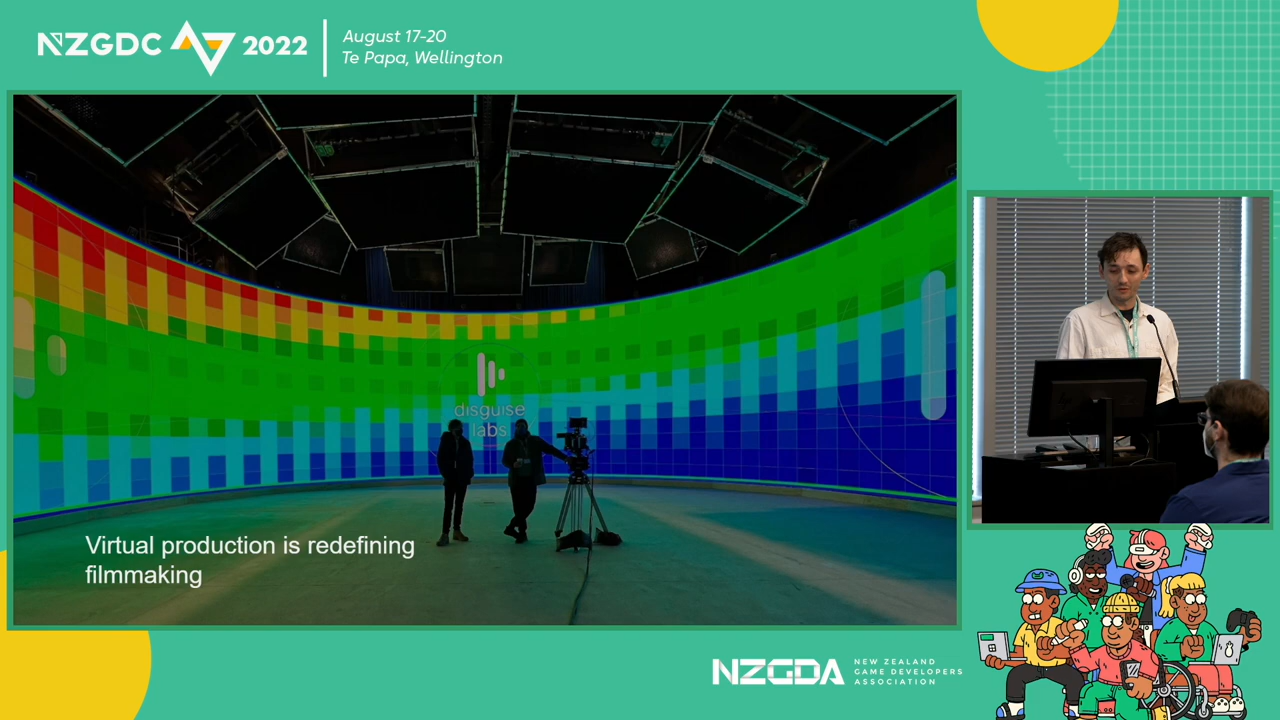 NZGDC 2022
August 17-20
Te Papa, Wellington
disguise
labs
Virtual production is redefining
filmmaking
NZGDA
NEW ZEALAND
GAME DEVELOPERS
ASSOCIATION